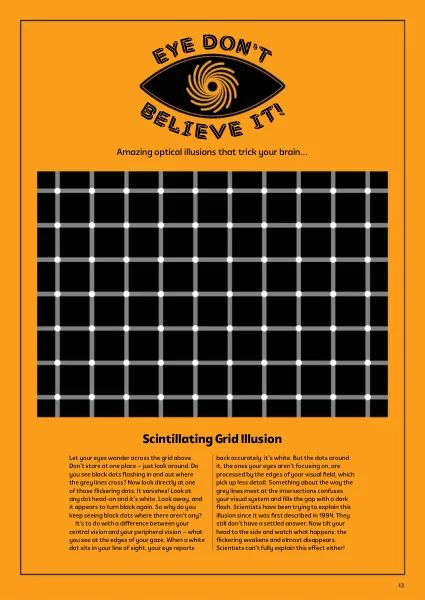 EYE DON'T
BELIEVE IT!
Amazing optical illusions that trick your brain...
Scintillating Grid Illusion
Let your eyes wander across the grid above.
Don't stare at one place – just look around. Do
you see black dots flashing in and out where
the grey lines cross? Now look directly at one
of those flickering dots. It vanishes! Look at
any dot head-on and it's white. Look away, and
it appears to turn black again. So why do you
keep seeing black dots where there aren't any?
It's to do with a difference between your
central vision and your peripheral vision – what
you see at the edges of your gaze. When a white
dot sits in your line of sight, your eye reports
back accurately: it's white. But the dots around
it, the ones your eyes aren't focusing on, are
processed by the edges of your visual field, which
pick up less detail. Something about the way the
grey lines meet at the intersections confuses
your visual system and fills the gap with a dark
flash. Scientists have been trying to explain this
illusion since it was first described in 1994. They
still don't have a settled answer. Now tilt your
head to the side and watch what happens: the
flickering weakens and almost disappears.
Scientists can't fully explain this effect either!
13